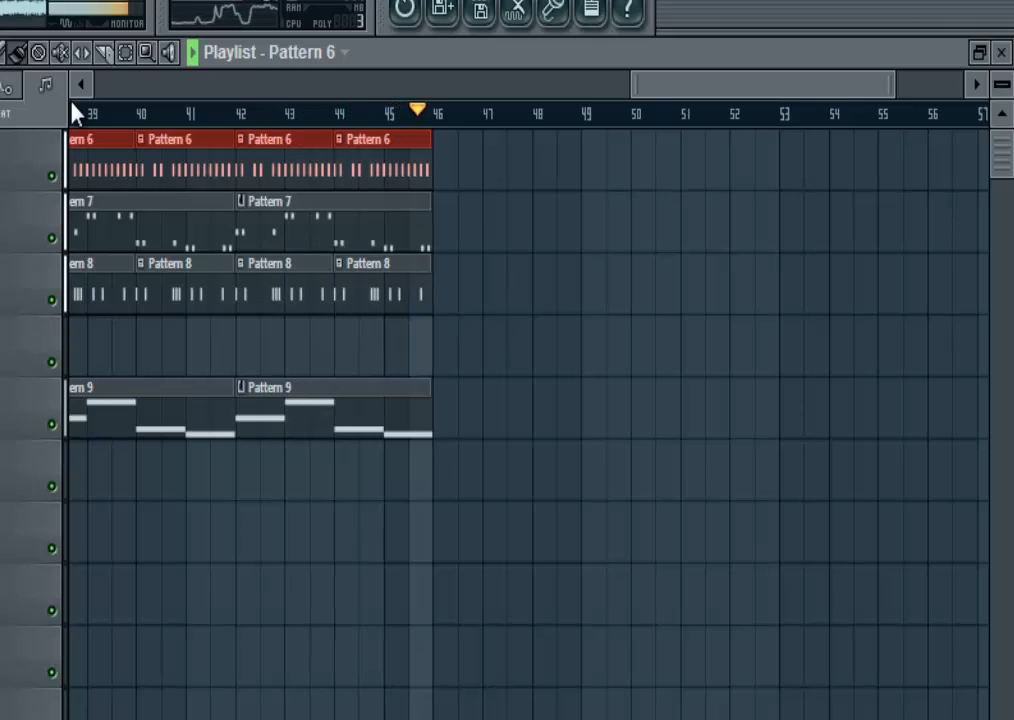 MONITOR
RAM
CPU POLY
MB
3
Playlist - Pattern 6
39 40 41 42 43 44 45 46 47 48 49 50 51 52 53 54 55 56 57
ern 6 Pattern 6 Pattern 6 Pattern 6
ern 7 Pattern 7
ern 8 Pattern 8 Pattern 8 Pattern 8
ern 9 Pattern 9